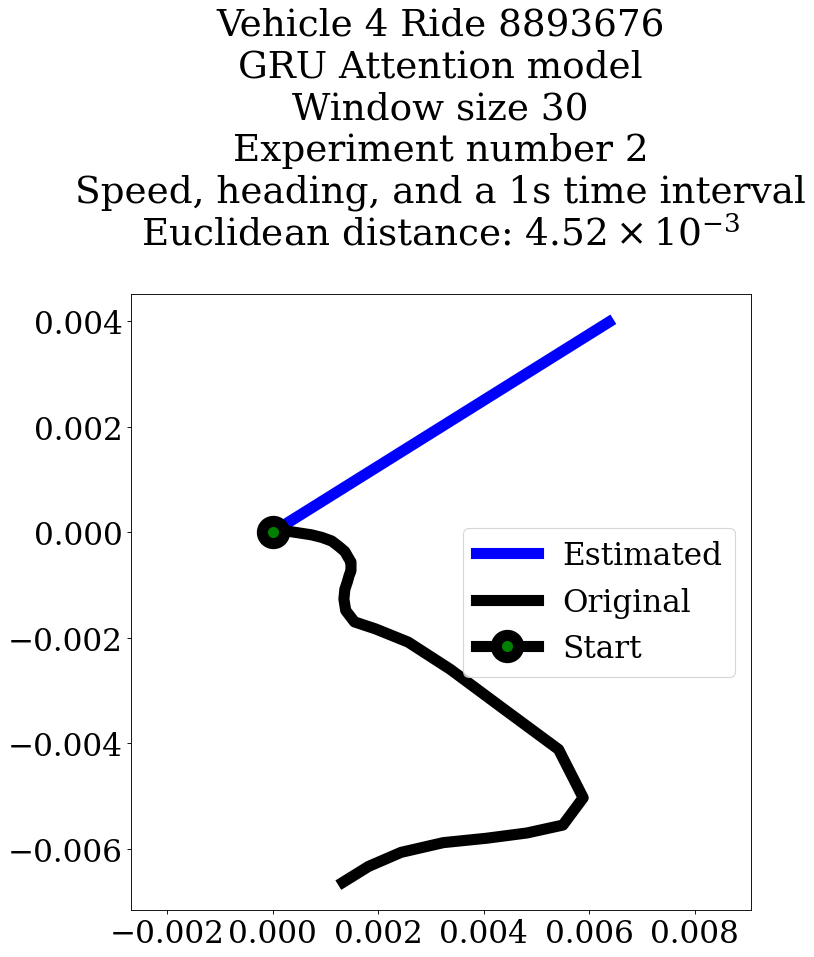 Vehicle 4 Ride 8893676
GRU Attention model
Window size 30
Experiment number 2
Speed, heading, and a 1s time interval
Euclidean distance: 4.52 × 10⁻³
0.004
0.002
0.000
−0.002
−0.004
−0.006
Estimated
Original
Start
−0.002 0.000 0.002 0.004 0.006 0.008